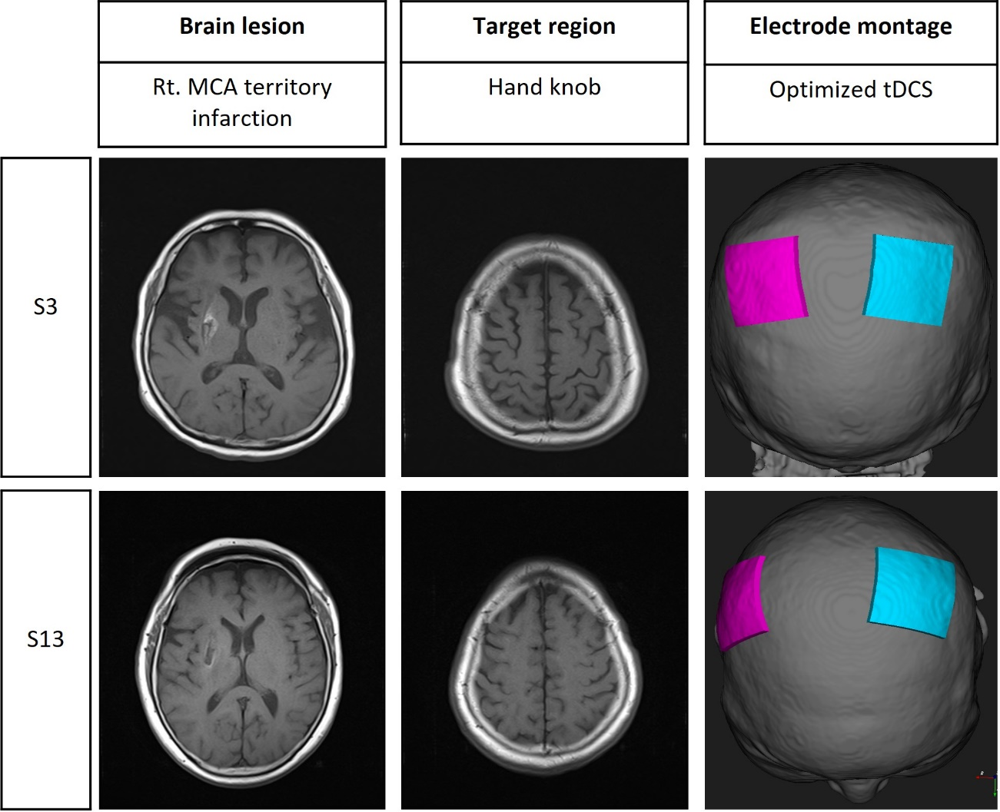 Brain lesion
Target region
Electrode montage
Rt. MCA territory
infarction
Hand knob
Optimized tDCS
S3
S13
R